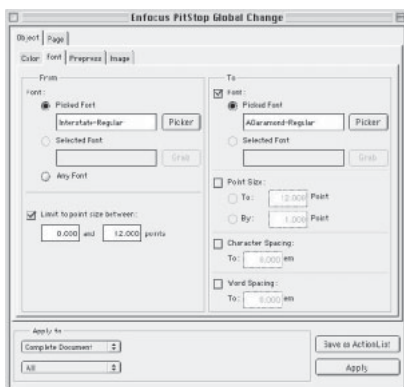 Enfocus PitStop Global Change
Object Page
Color Font Prepress Image
From
Font:
Picked Font
Interstate-Regular Picker
Selected Font
Grab
Any Font
Limit to point size between:
0.000 and 12.000 points
To
Font:
Picked Font
AGaramond-Regular Picker
Selected Font
Grab
Point Size:
To: 12.000 Point
By: 1.000 Point
Character Spacing:
To: 0.000 em
Word Spacing:
To: 0.000 em
Apply to
Complete Document
All
Save as ActionList
Apply